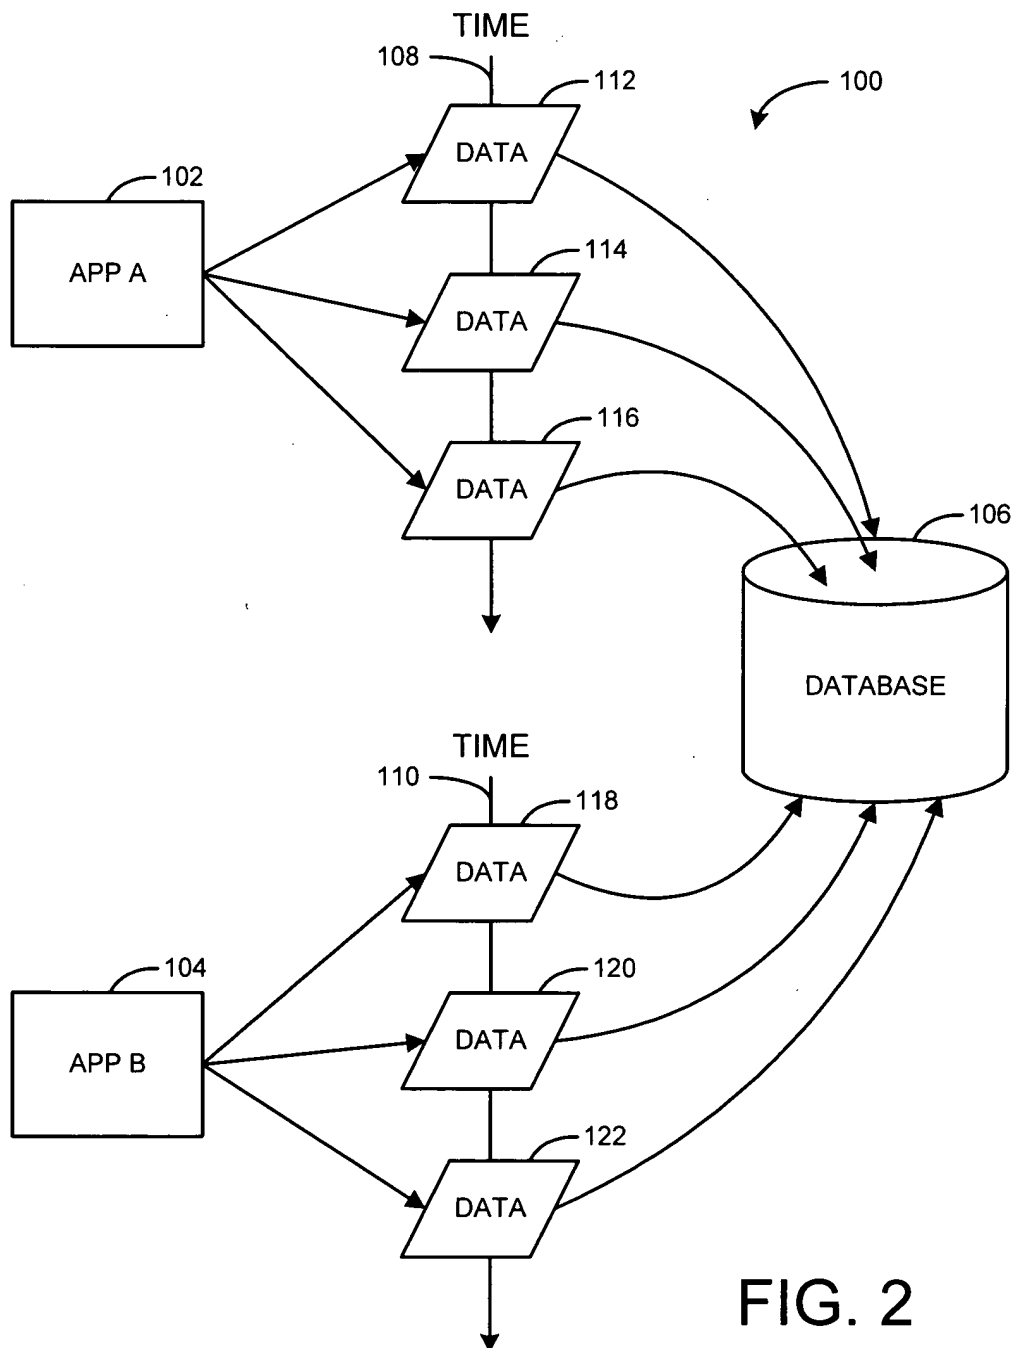 TIME
108
112
100
DATA
102
APP A
114
DATA
116
DATA
106
DATABASE
TIME
110
118
DATA
104
120
APP B
DATA
122
DATA
FIG. 2